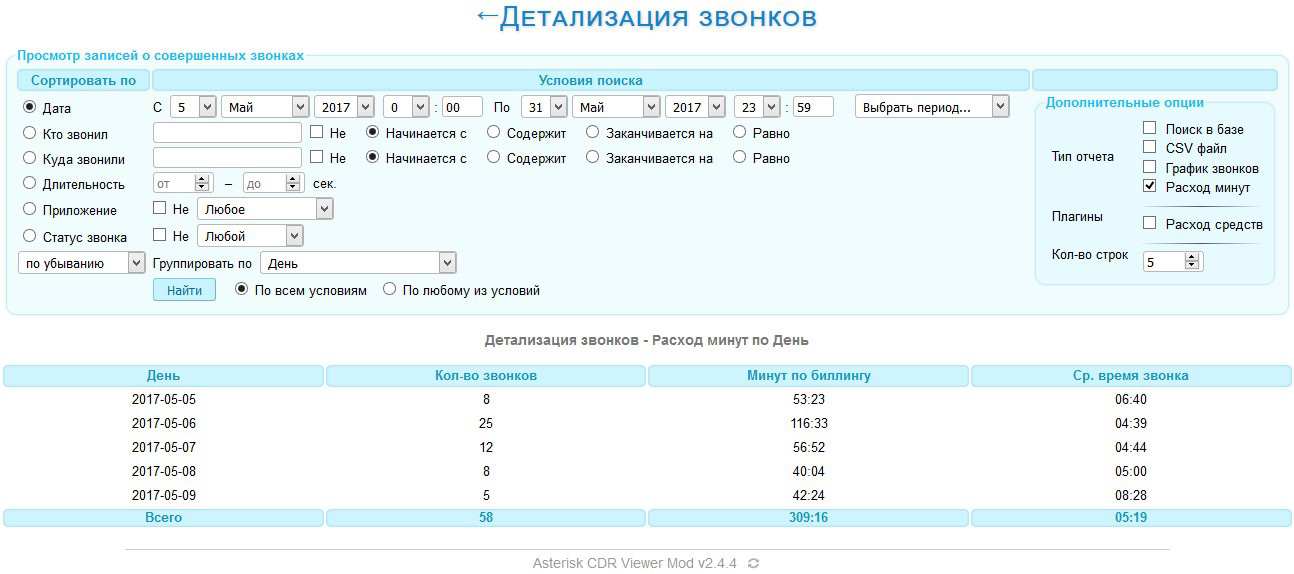 ←Детализация звонков
Просмотр записей о совершенных звонках
Сортировать по Условия поиска
Дата С 5 Май 2017 0 : 00 По 31 Май 2017 23 : 59 Выбрать период...
Кто звонил Не Начинается с Содержит Заканчивается на Равно
Куда звонили Не Начинается с Содержит Заканчивается на Равно
Длительность от – до сек.
Приложение Не Любое
Статус звонка Не Любой
по убыванию Группировать по День
Найти По всем условиям По любому из условий
Дополнительные опции
Тип отчета
Поиск в базе
CSV файл
График звонков
Расход минут
Плагины Расход средств
Кол-во строк 5
Детализация звонков - Расход минут по День
День Кол-во звонков Минут по биллингу Ср. время звонка
2017-05-05 8 53:23 06:40
2017-05-06 25 116:33 04:39
2017-05-07 12 56:52 04:44
2017-05-08 8 40:04 05:00
2017-05-09 5 42:24 08:28
Всего 58 309:16 05:19
Asterisk CDR Viewer Mod v2.4.4